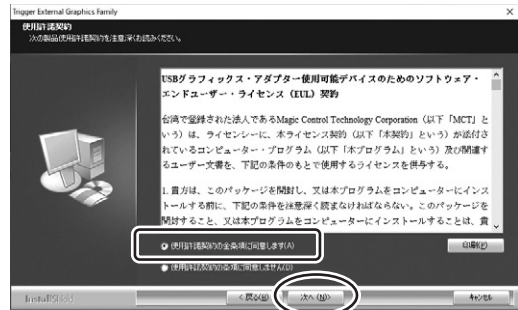 Trigger External Graphics Family
使用許諾契約
次の製品使用許諾契約を注意深くお読みください。
USBグラフィックス・アダプター使用可能デバイスのためのソフトウェア・
エンドユーザー・ライセンス（EUL）契約
台湾で登録された法人であるMagic Control Technology Corporation（以下「MCT」と
いう）は、ライセンシーに、本ライセンス契約（以下「本契約」という）が添付さ
れているコンピューター・プログラム（以下「本プログラム」という）及び関連す
るユーザー文書を、下記の条件のもとで使用するライセンスを供与する。
1. 貴方は、このパッケージを開封し、又は本プログラムをコンピューターにインス
トールする前に、下記の条件を注意深く読まなければならない。このパッケージを
開封すること、又は本プログラムをコンピューターにインストールすることは、貴
使用許諾契約の全条項に同意します(A)
印刷(P)
使用許諾契約の条項に同意しません(D)
InstallShield
< 戻る(B)
次へ(N)>
キャンセル